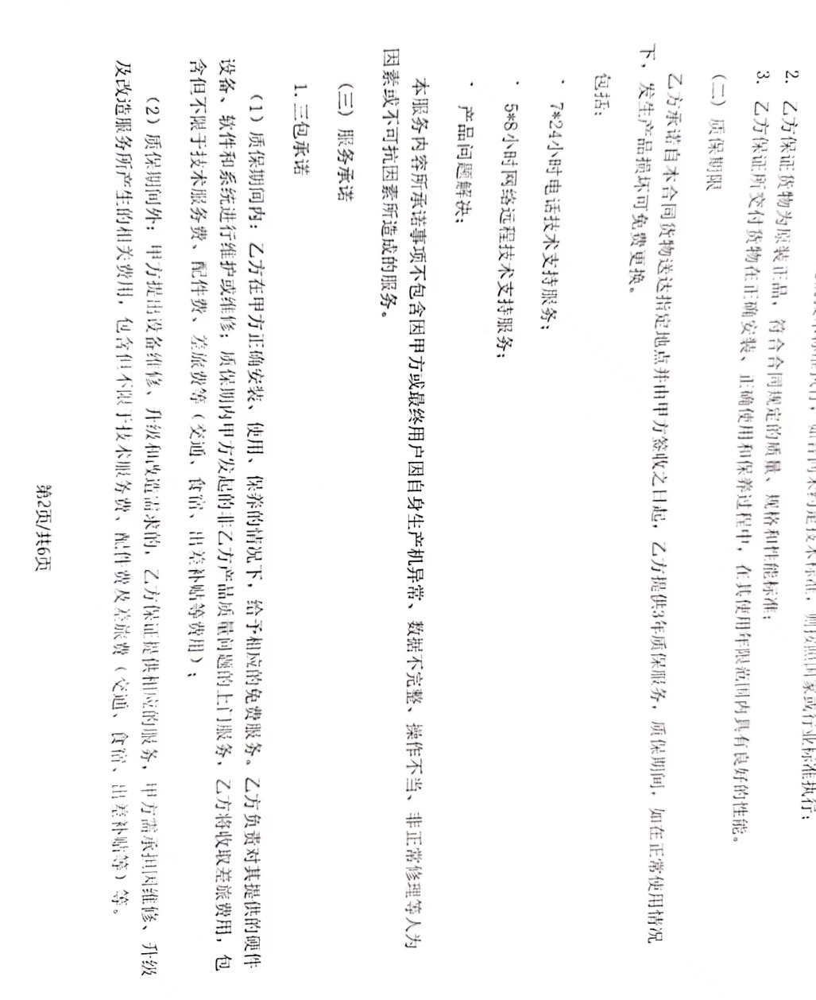 如合同未约定技术标准，则按照国家或行业标准执行；
2. 乙方保证货物为原装正品，符合合同规定的质量、规格和性能标准；
3. 乙方保证所交付货物在正确安装、正确使用和保养过程中，在其使用年限范围内具有良好的性能。
（二）质保期限
乙方承诺自本合同货物送达指定地点并由甲方签收之日起，乙方提供3年质保服务，质保期间，如在正常使用情况
下，发生产品损坏可免费更换。
包括：
· 7*24小时电话技术支持服务；
· 5*8小时网络远程技术支持服务；
· 产品问题解决；
本服务内容所承诺事项不包含因甲方或最终用户因自身生产机异常、数据不完整、操作不当、非正常修理等人为
因素或不可抗因素所造成的服务。
（三）服务承诺
1. 三包承诺
（1）质保期间内：乙方在甲方正确安装、使用、保养的情况下，给予相应的免费服务。乙方负责对其提供的硬件
设备、软件和系统进行维护或维修；质保期内甲方发起的非乙方产品质量问题的上门服务，乙方将收取差旅费用，包
含但不限于技术服务费、配件费、差旅费等（交通、食宿、出差补贴等费用）；
（2）质保期间外：甲方提出设备维修、升级和改造需求的，乙方保证提供相应的服务，甲方需承担因维修、升级
及改造服务所产生的相关费用，包含但不限于技术服务费、配件费及差旅费（交通、食宿、出差补贴等）等。
第2页/共6页